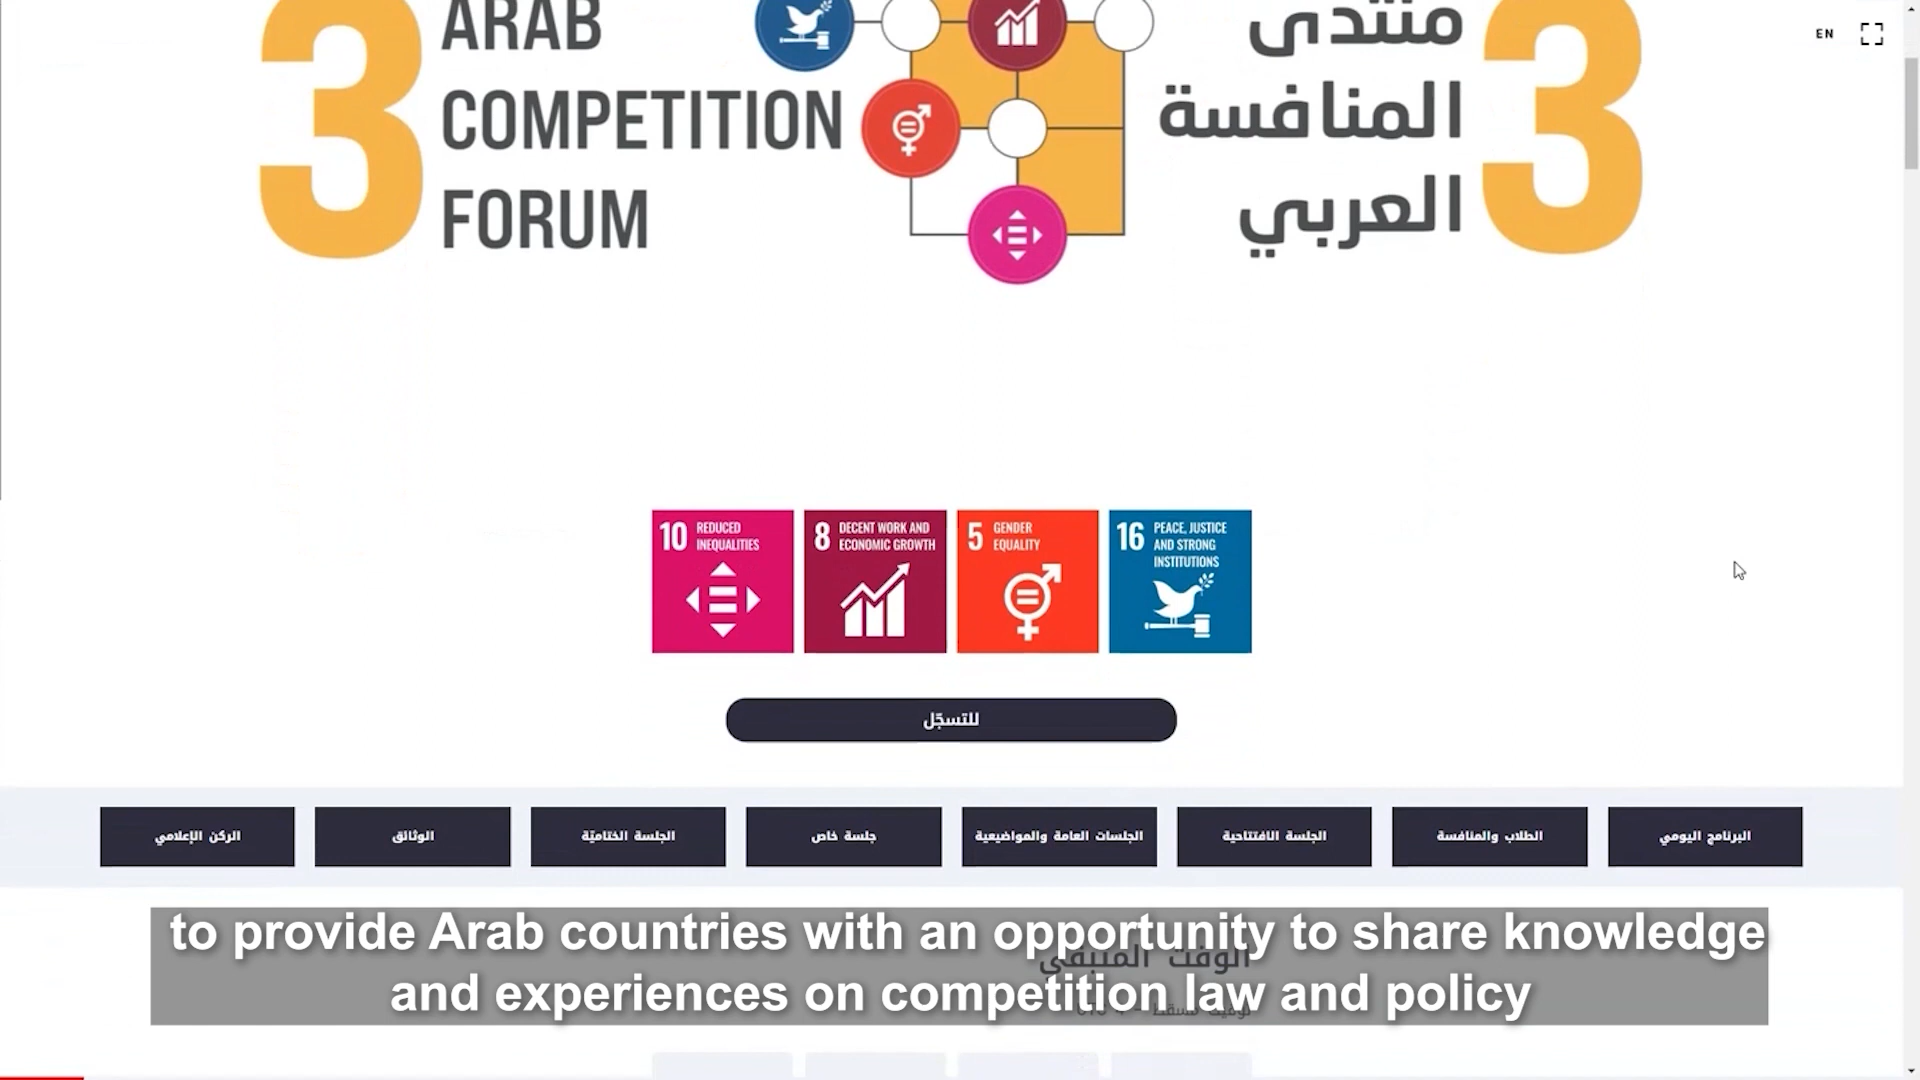 3
ARAB
COMPETITION
FORUM
منتدى
المنافسة
العربي
3
EN
10 REDUCED
INEQUALITIES
8 DECENT WORK AND
ECONOMIC GROWTH
5 GENDER
EQUALITY
16 PEACE, JUSTICE
AND STRONG
INSTITUTIONS
للتسجّل
البرنامج اليومي
الطلاب والمنافسة
الجلسة الافتتاحية
الجلسات العامة والمواضيعية
جلسة خاص
الجلسة الختاميّة
الوثائق
الركن الإعلامي
الوقت المتبقي
to provide Arab countries with an opportunity to share knowledge
and experiences on competition law and policy